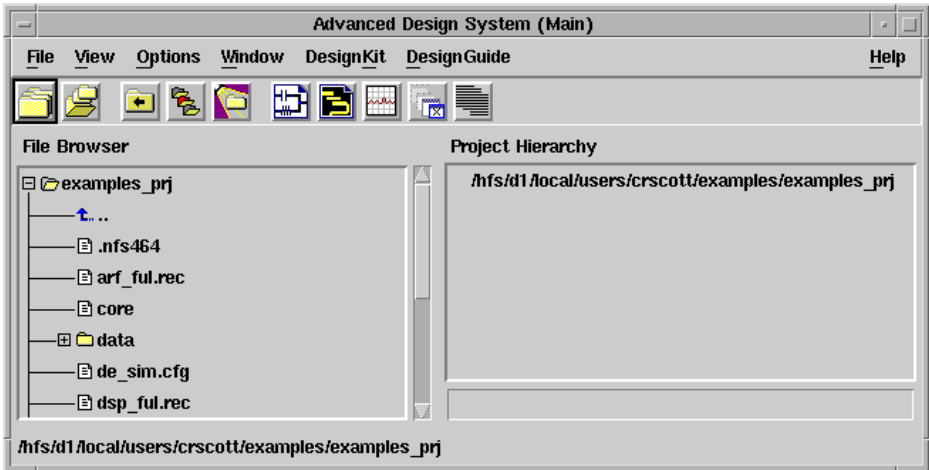 Advanced Design System (Main)
File View Options Window DesignKit DesignGuide Help
File Browser
Project Hierarchy
examples_prj
/hfs/d1/local/users/crscott/examples/examples_prj
..
.nfs464
arf_ful.rec
core
data
de_sim.cfg
dsp_ful.rec
/hfs/d1/local/users/crscott/examples/examples_prj